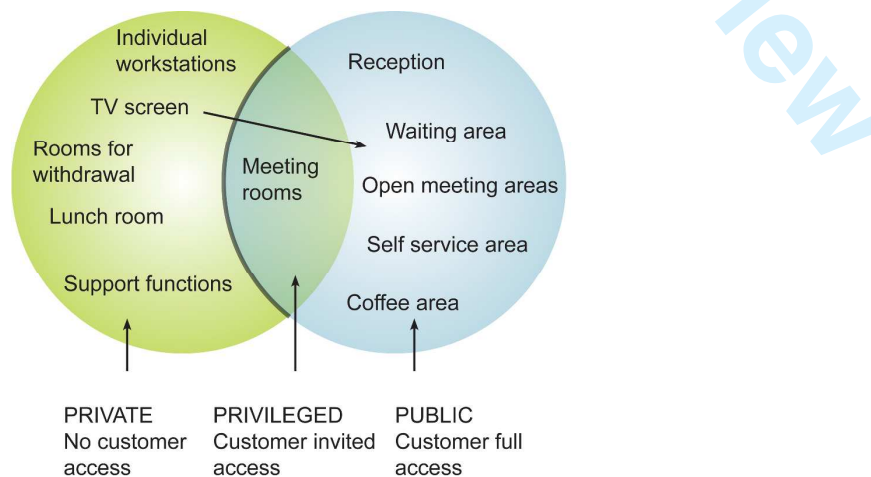 Individual
workstations
TV screen
Rooms for
withdrawal
Lunch room
Support functions
Meeting
rooms
Reception
Waiting area
Open meeting areas
Self service area
Coffee area
PRIVATE
No customer
access
PRIVILEGED
Customer invited
access
PUBLIC
Customer full
access
iew